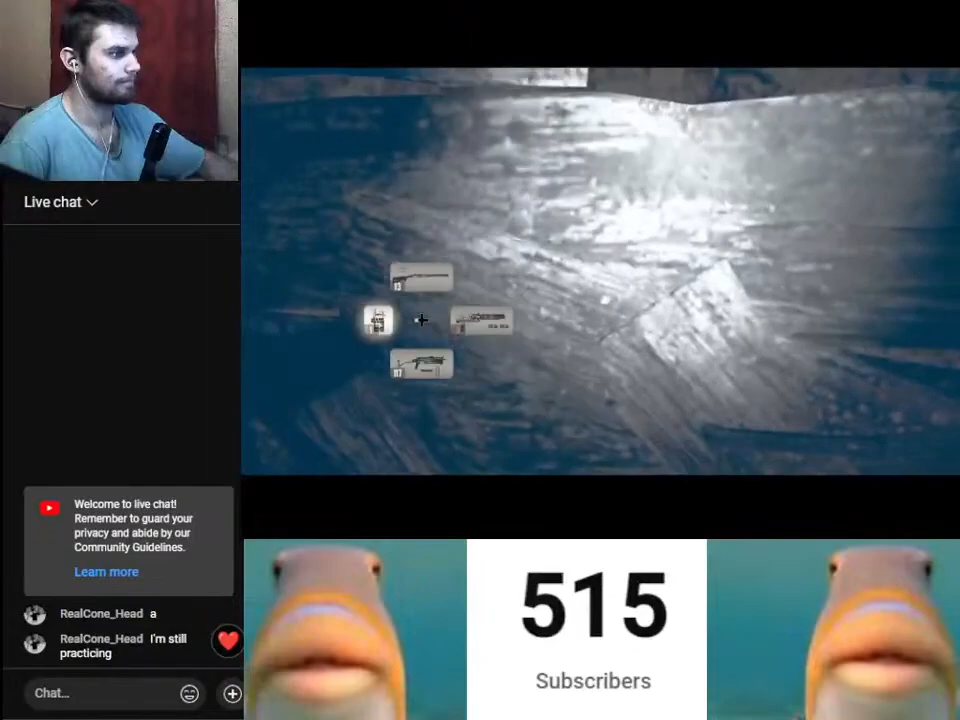 Live chat
Welcome to live chat!
Remember to guard your
privacy and abide by our
Community Guidelines.
Learn more
RealCone_Head a
RealCone_Head I'm still
practicing
Chat...
515
Subscribers